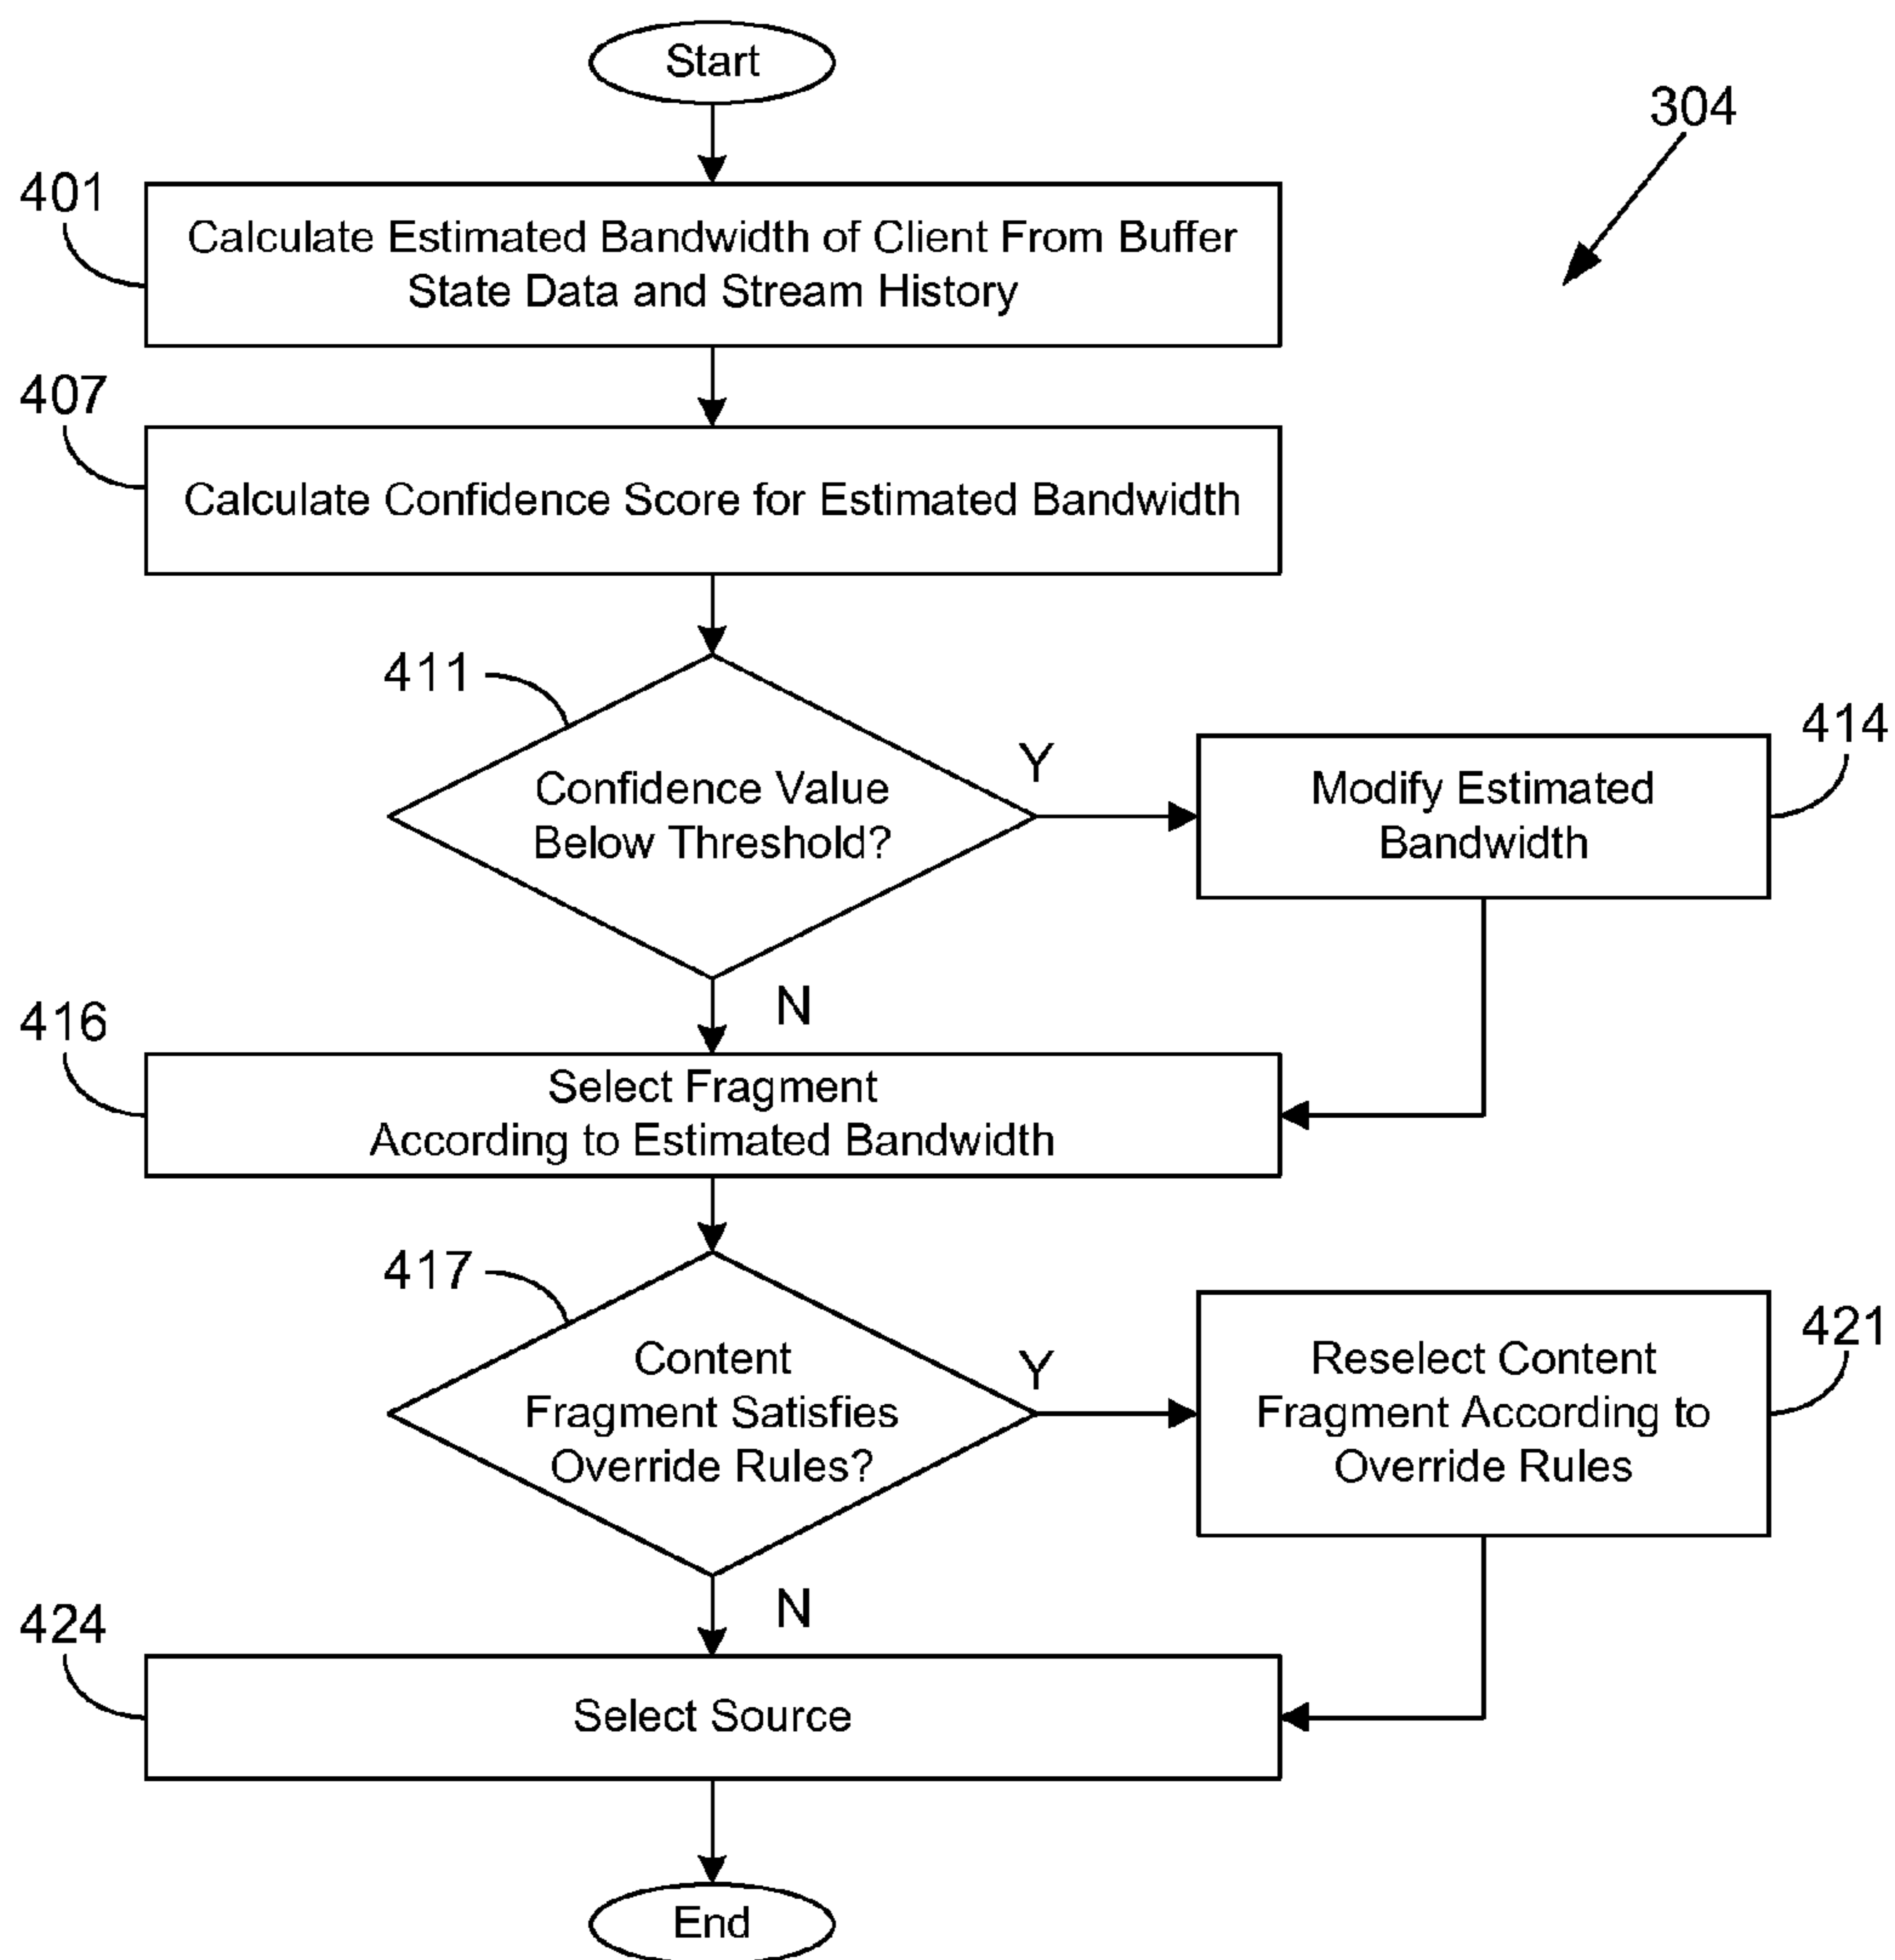 Start
304
401
Calculate Estimated Bandwidth of Client From Buffer
State Data and Stream History
407
Calculate Confidence Score for Estimated Bandwidth
411
Confidence Value
Below Threshold?
Y
414
Modify Estimated
Bandwidth
N
416
Select Fragment
According to Estimated Bandwidth
417
Content
Fragment Satisfies
Override Rules?
Y
421
Reselect Content
Fragment According to
Override Rules
N
424
Select Source
End